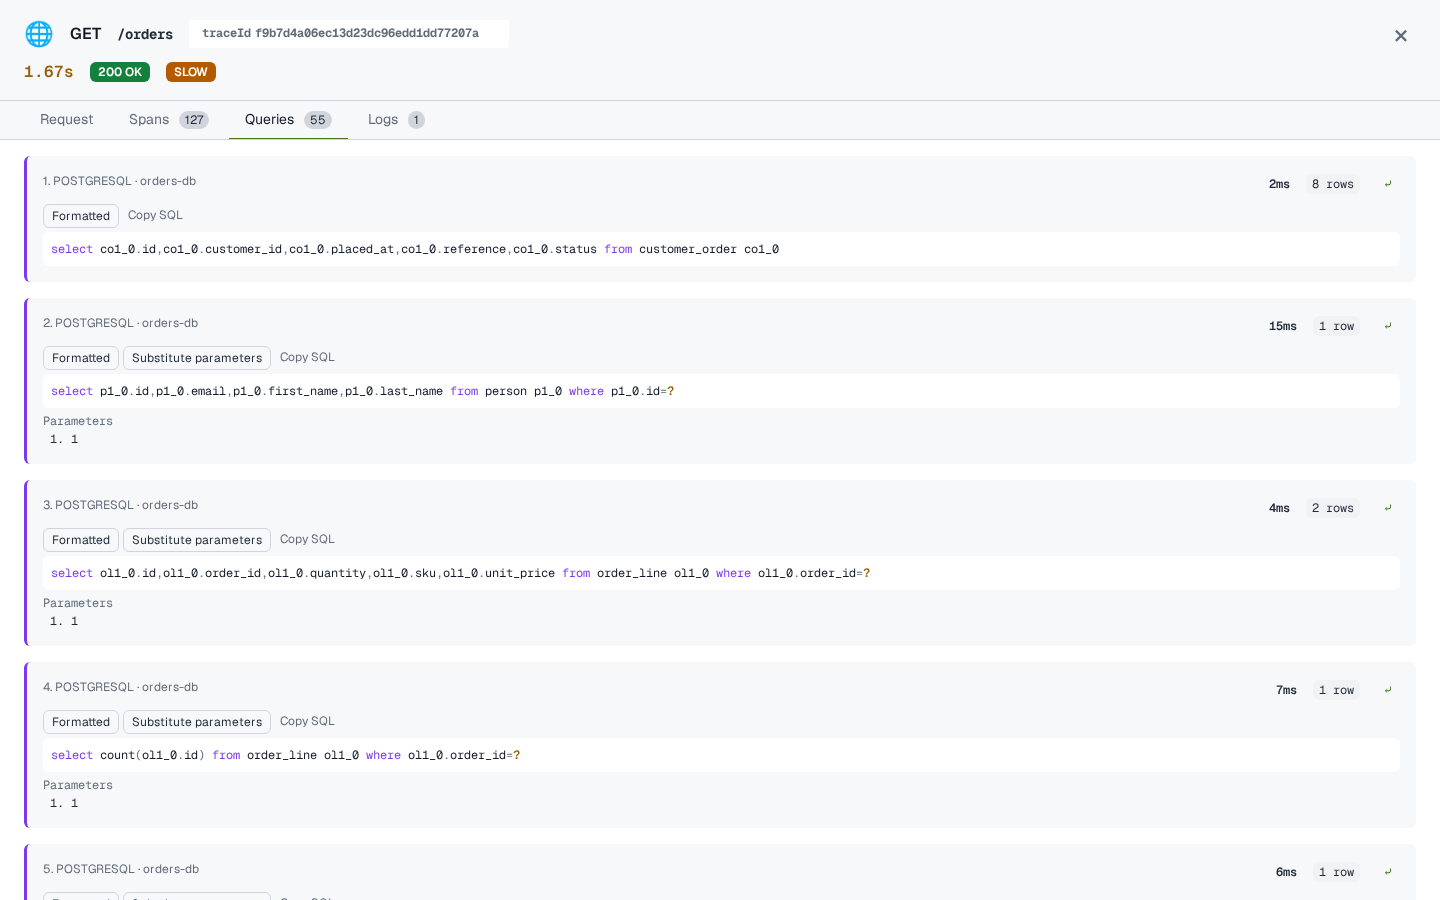 GET /orders traceId f9b7d4a06ec13d23dc96edd1dd77207a
1.67s 200 OK SLOW
Request Spans 127 Queries 55 Logs 1
1. POSTGRESQL · orders-db 2ms 8 rows
Formatted Copy SQL
select co1_0.id,co1_0.customer_id,co1_0.placed_at,co1_0.reference,co1_0.status from customer_order co1_0
2. POSTGRESQL · orders-db 15ms 1 row
Formatted Substitute parameters Copy SQL
select p1_0.id,p1_0.email,p1_0.first_name,p1_0.last_name from person p1_0 where p1_0.id=?
Parameters
1. 1
3. POSTGRESQL · orders-db 4ms 2 rows
Formatted Substitute parameters Copy SQL
select ol1_0.id,ol1_0.order_id,ol1_0.quantity,ol1_0.sku,ol1_0.unit_price from order_line ol1_0 where ol1_0.order_id=?
Parameters
1. 1
4. POSTGRESQL · orders-db 7ms 1 row
Formatted Substitute parameters Copy SQL
select count(ol1_0.id) from order_line ol1_0 where ol1_0.order_id=?
Parameters
1. 1
5. POSTGRESQL · orders-db 6ms 1 row